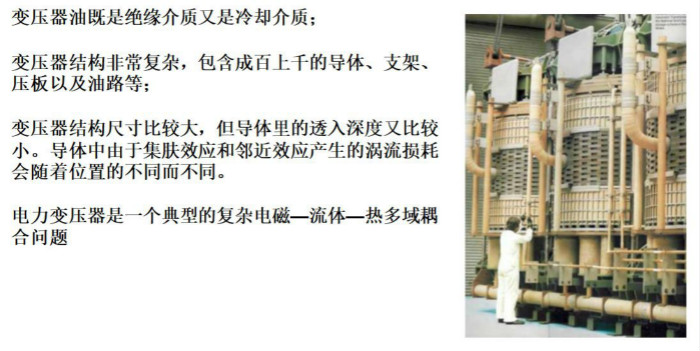 变压器油既是绝缘介质又是冷却介质；
变压器结构非常复杂，包含成百上千的导体、支架、
压板以及油路等；
变压器结构尺寸比较大，但导体里的透入深度又比较
小。导体中由于集肤效应和邻近效应产生的涡流损耗
会随着位置的不同而不同。
电力变压器是一个典型的复杂电磁—流体—热多域耦
合问题